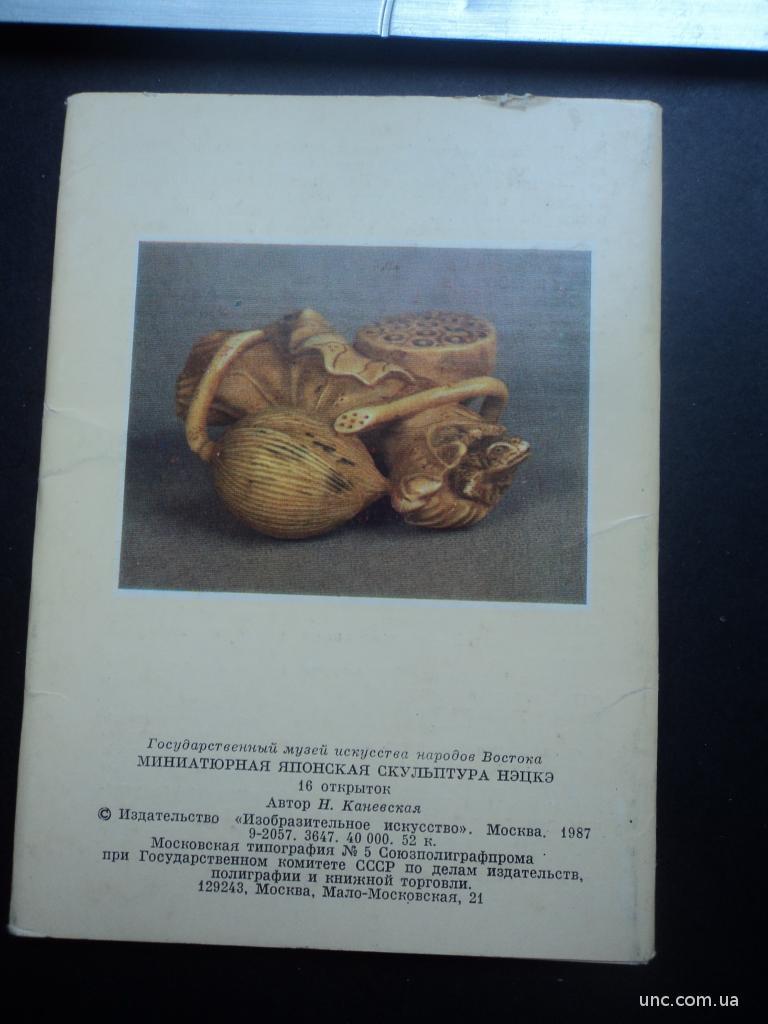 Государственный музей искусства народов Востока
МИНИАТЮРНАЯ ЯПОНСКАЯ СКУЛЬПТУРА НЭЦКЭ
16 открыток
Автор Н. Каневская
© Издательство «Изобразительное искусство». Москва. 1987
9-2057. 3647. 40 000. 52 к.
Московская типография № 5 Союзполиграфпрома
при Государственном комитете СССР по делам издательств,
полиграфии и книжной торговли.
129243, Москва, Мало-Московская, 21
unc.com.ua